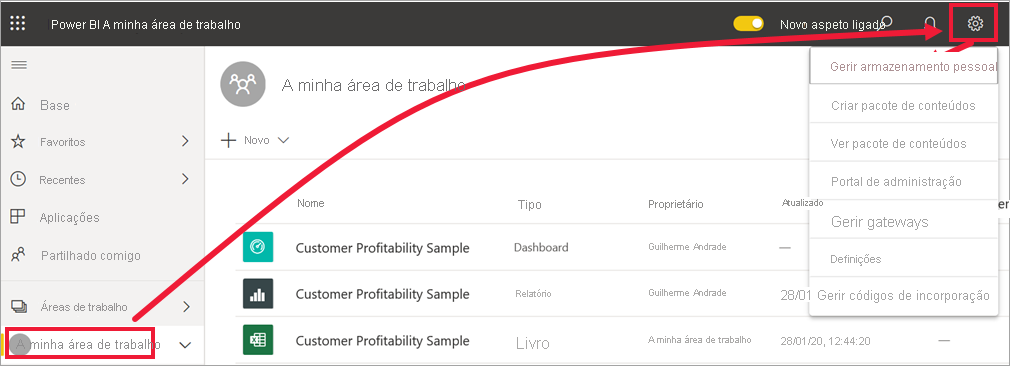 Power BI A minha área de trabalho
Novo aspeto ligado
Gerir armazenamento pessoal
Criar pacote de conteúdos
Ver pacote de conteúdos
Portal de administração
Gerir gateways
Definições
Gerir códigos de incorporação
Base
Favoritos
Recentes
Aplicações
Partilhado comigo
Áreas de trabalho
A minha área de trabalho
A minha área de trabalho
Novo
Nome Tipo Proprietário Atualizado
Customer Profitability Sample Dashboard Guilherme Andrade —
Customer Profitability Sample Relatório Guilherme Andrade 28/01
Customer Profitability Sample Livro A minha área de trabalho 28/01/20, 12:44:20 —